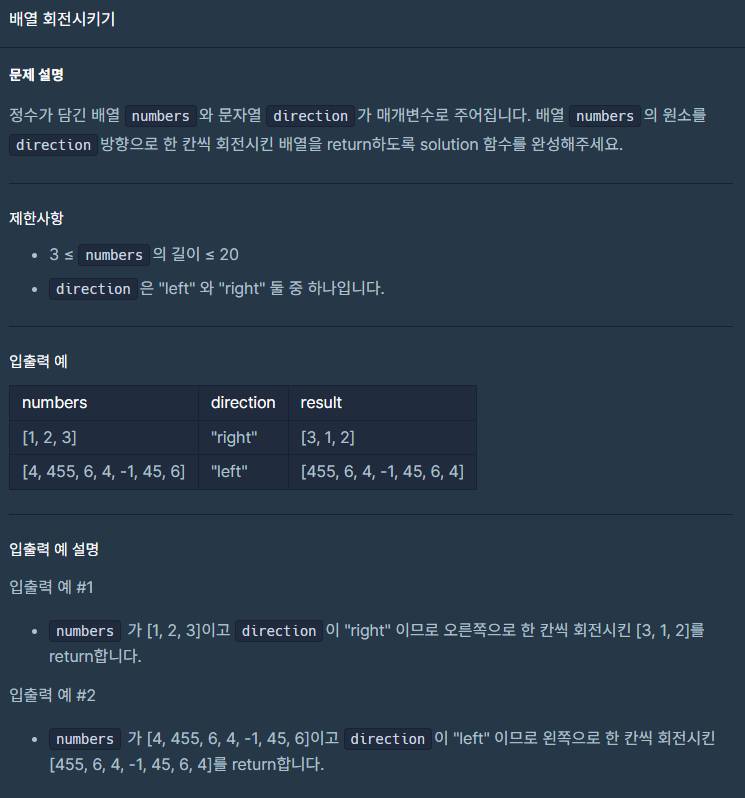 배열 회전시키기
문제 설명
정수가 담긴 배열 numbers 와 문자열 direction 가 매개변수로 주어집니다. 배열 numbers 의 원소를
direction 방향으로 한 칸씩 회전시킨 배열을 return하도록 solution 함수를 완성해주세요.
제한사항
• 3 ≤ numbers 의 길이 ≤ 20
• direction 은 "left" 와 "right" 둘 중 하나입니다.
입출력 예
numbers direction result
[1, 2, 3] "right" [3, 1, 2]
[4, 455, 6, 4, -1, 45, 6] "left" [455, 6, 4, -1, 45, 6, 4]
입출력 예 설명
입출력 예 #1
• numbers 가 [1, 2, 3]이고 direction 이 "right" 이므로 오른쪽으로 한 칸씩 회전시킨 [3, 1, 2]를
return합니다.
입출력 예 #2
• numbers 가 [4, 455, 6, 4, -1, 45, 6]이고 direction 이 "left" 이므로 왼쪽으로 한 칸씩 회전시킨
[455, 6, 4, -1, 45, 6, 4]를 return합니다.